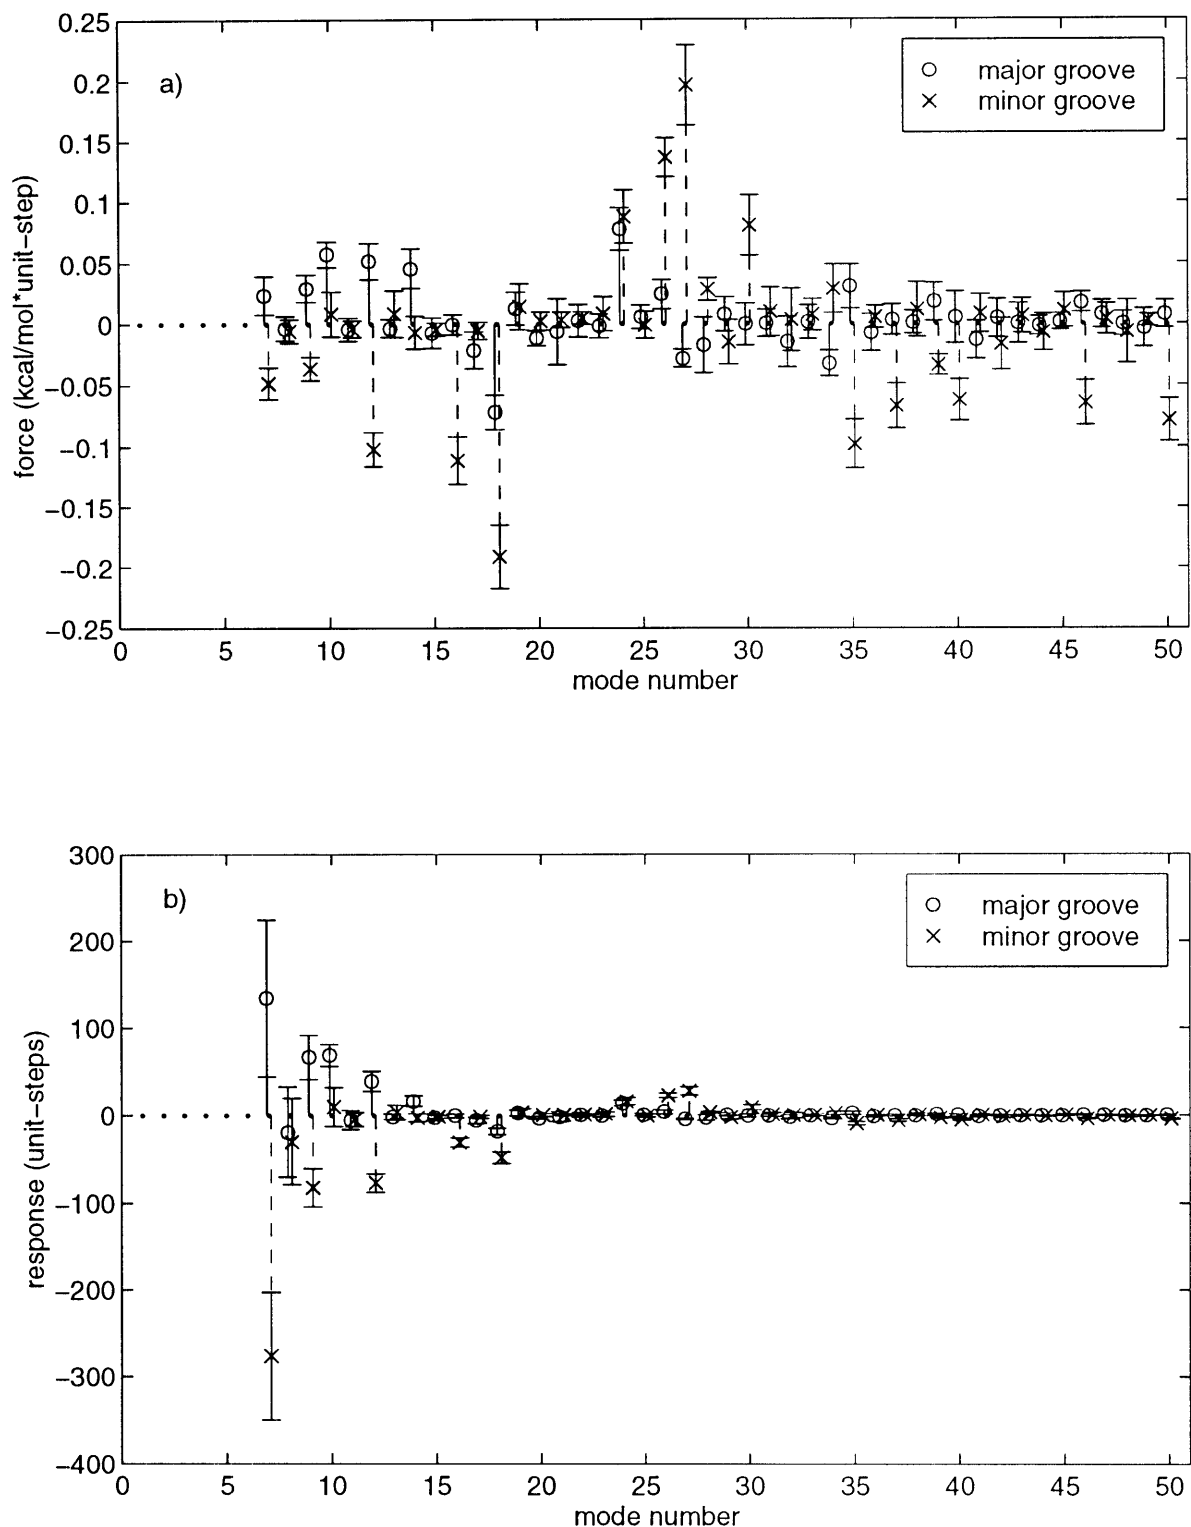 a)
major groove
minor groove
0.25
0.2
0.15
0.1
0.05
0
−0.05
−0.1
−0.15
−0.2
−0.25
force (kcal/mol*unit−step)
0 5 10 15 20 25 30 35 40 45 50
mode number
b)
major groove
minor groove
300
200
100
0
−100
−200
−300
−400
response (unit−steps)
0 5 10 15 20 25 30 35 40 45 50
mode number